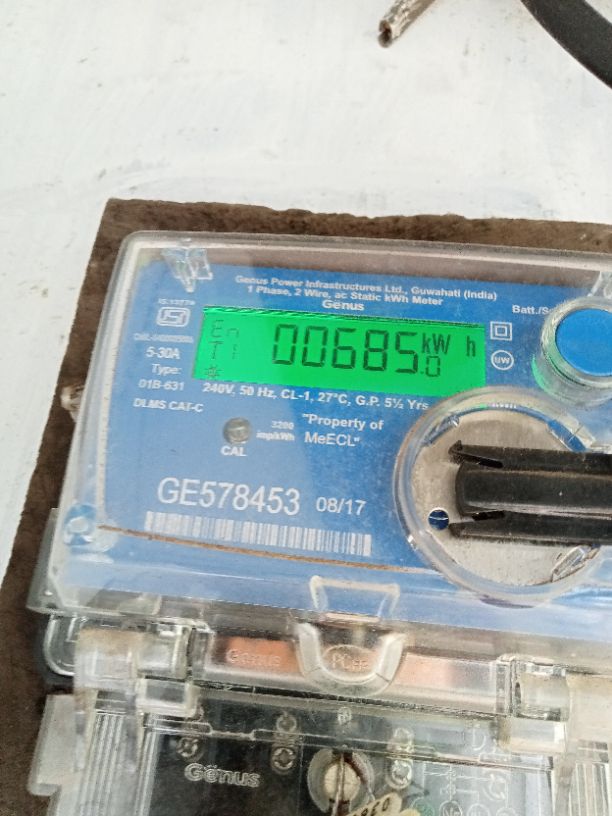 Genus Power Infrastructures Ltd., Guwahati (India)
1 Phase, 2 Wire, ac Static kWh Meter
Genus
IS:13779
Batt./S
En
T1
00685.0 kW h
5-30A
Type:
01B-631
UW
240V, 50 Hz, CL-1, 27°C, G.P. 5½ Yrs
DLMS CAT-C
3200
imp/kWh
CAL
"Property of
MeECL"
GE578453 08/17
Genus
Genus